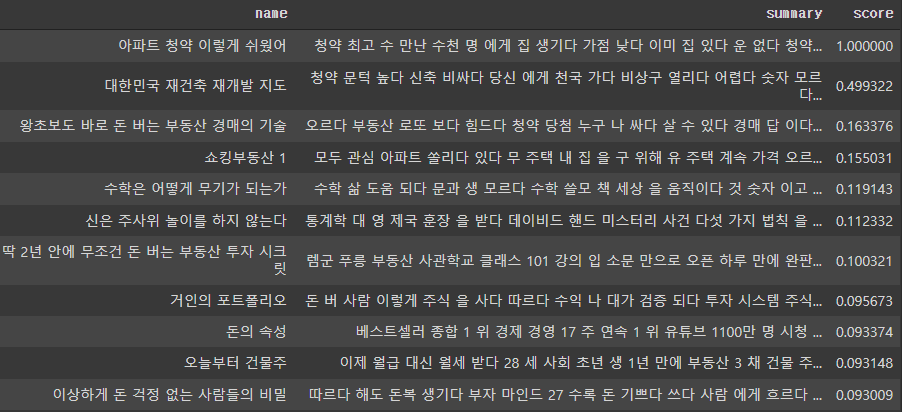 name summary score
아파트 청약 이렇게 쉬웠어 청약 최고 수 만난 수천 명 에게 집 생기다 가점 낮다 이미 집 있다 운 없다 청약... 1.000000
대한민국 재건축 재개발 지도 청약 문턱 높다 신축 비싸다 당신 에게 천국 가다 비상구 열리다 어렵다 숫자 모르다... 0.499322
왕초보도 바로 돈 버는 부동산 경매의 기술 오르다 부동산 로또 보다 힘드다 청약 당첨 누구 나 싸다 살 수 있다 경매 답 이다... 0.163376
쇼킹부동산 1 모두 관심 아파트 쏠리다 있다 무 주택 내 집 을 구 위해 유 주택 계속 가격 오르... 0.155031
수학은 어떻게 무기가 되는가 수학 삶 도움 되다 문과 생 모르다 수학 쓸모 책 세상 을 움직이다 것 숫자 이고 ... 0.119143
신은 주사위 놀이를 하지 않는다 통계학 대 영 제국 훈장 을 받다 데이비드 핸드 미스터리 사건 다섯 가지 법칙 을 ... 0.112332
딱 2년 안에 무조건 돈 버는 부동산 투자 시크릿 렘군 푸릉 부동산 사관학교 클래스 101 강의 입 소문 만으로 오픈 하루 만에 완판... 0.100321
거인의 포트폴리오 돈 버 사람 이렇게 주식 을 사다 따르다 수익 나 대가 검증 되다 투자 시스템 주식... 0.095673
돈의 속성 베스트셀러 종합 1 위 경제 경영 17 주 연속 1 위 유튜브 1100만 명 시청 ... 0.093374
오늘부터 건물주 이제 월급 대신 월세 받다 28 세 사회 초년 생 1년 만에 부동산 3 채 건물 주... 0.093148
이상하게 돈 걱정 없는 사람들의 비밀 따르다 해도 돈복 생기다 부자 마인드 27 수록 돈 기쁘다 쓰다 사람 에게 흐르다 ... 0.093009